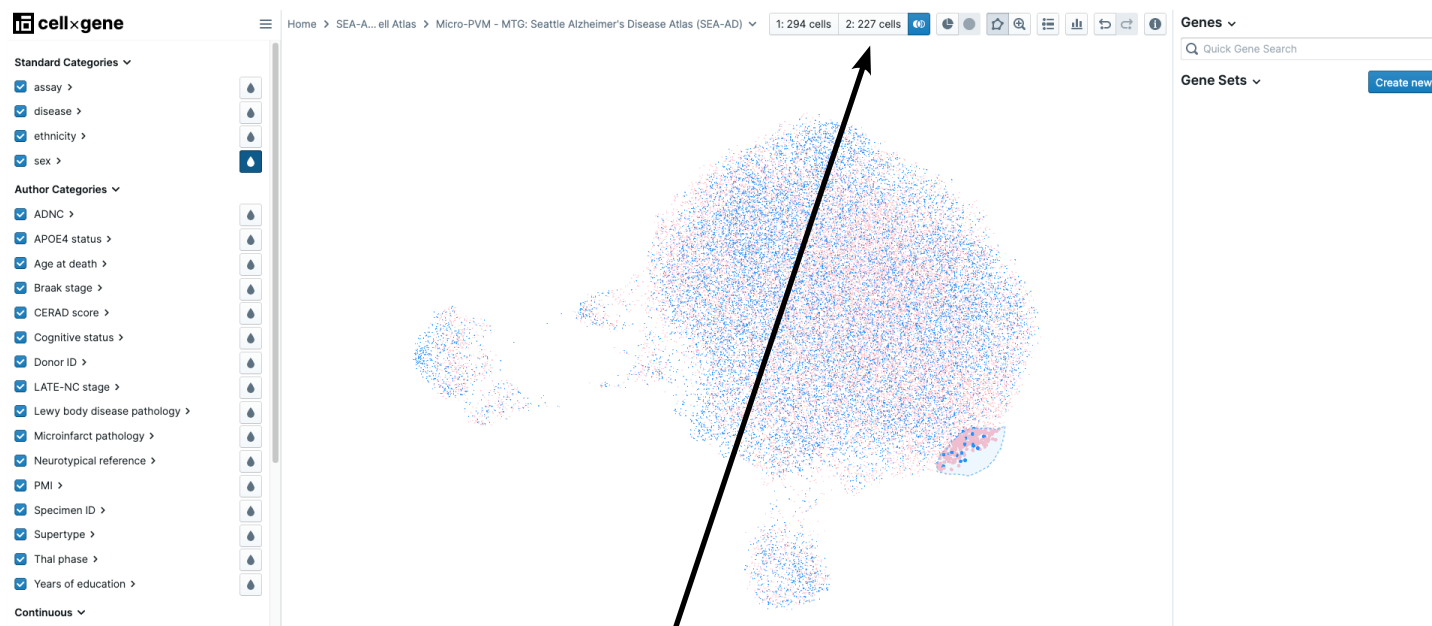 cell×gene
Home > SEA-A... ell Atlas > Micro-PVM - MTG: Seattle Alzheimer's Disease Atlas (SEA-AD)
1: 294 cells
2: 227 cells
Standard Categories
assay
disease
ethnicity
sex
Author Categories
ADNC
APOE4 status
Age at death
Braak stage
CERAD score
Cognitive status
Donor ID
LATE-NC stage
Lewy body disease pathology
Microinfarct pathology
Neurotypical reference
PMI
Specimen ID
Supertype
Thal phase
Years of education
Continuous
Genes
Quick Gene Search
Gene Sets
Create new